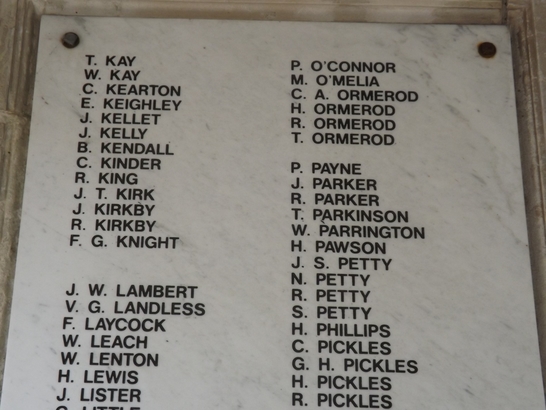 T. KAY
W. KAY
C. KEARTON
E. KEIGHLEY
J. KELLET
J. KELLY
B. KENDALL
C. KINDER
R. KING
J. T. KIRK
J. KIRKBY
R. KIRKBY
F. G. KNIGHT
J. W. LAMBERT
V. G. LANDLESS
F. LAYCOCK
W. LEACH
W. LENTON
H. LEWIS
J. LISTER
LITTLE
P. O'CONNOR
M. O'MELIA
C. A. ORMEROD
H. ORMEROD
R. ORMEROD
T. ORMEROD
P. PAYNE
J. PARKER
R. PARKER
T. PARKINSON
W. PARRINGTON
H. PAWSON
J. S. PETTY
N. PETTY
R. PETTY
S. PETTY
H. PHILLIPS
C. PICKLES
G. H. PICKLES
H. PICKLES
R. PICKLES